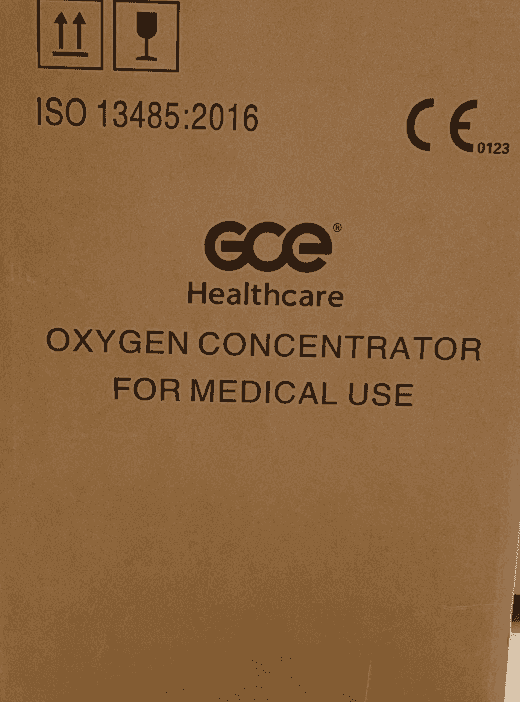 ISO 13485:2016
CE 0123
GCE®
Healthcare
OXYGEN CONCENTRATOR
FOR MEDICAL USE